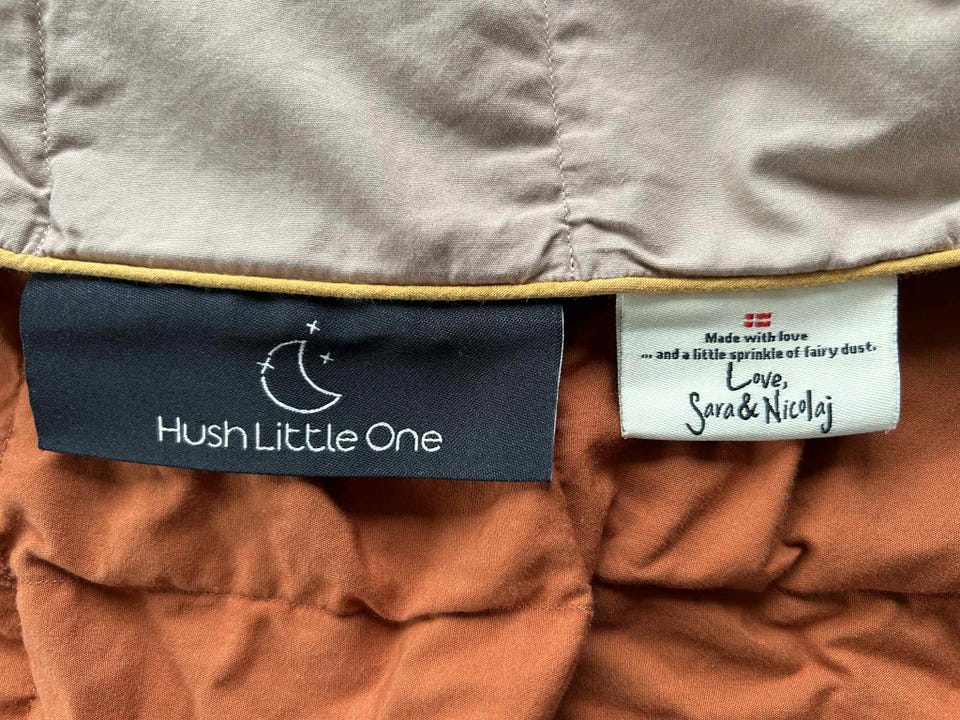 Hush Little One
Made with love
... and a little sprinkle of fairy dust.
Love,
Sara & Nicolaj